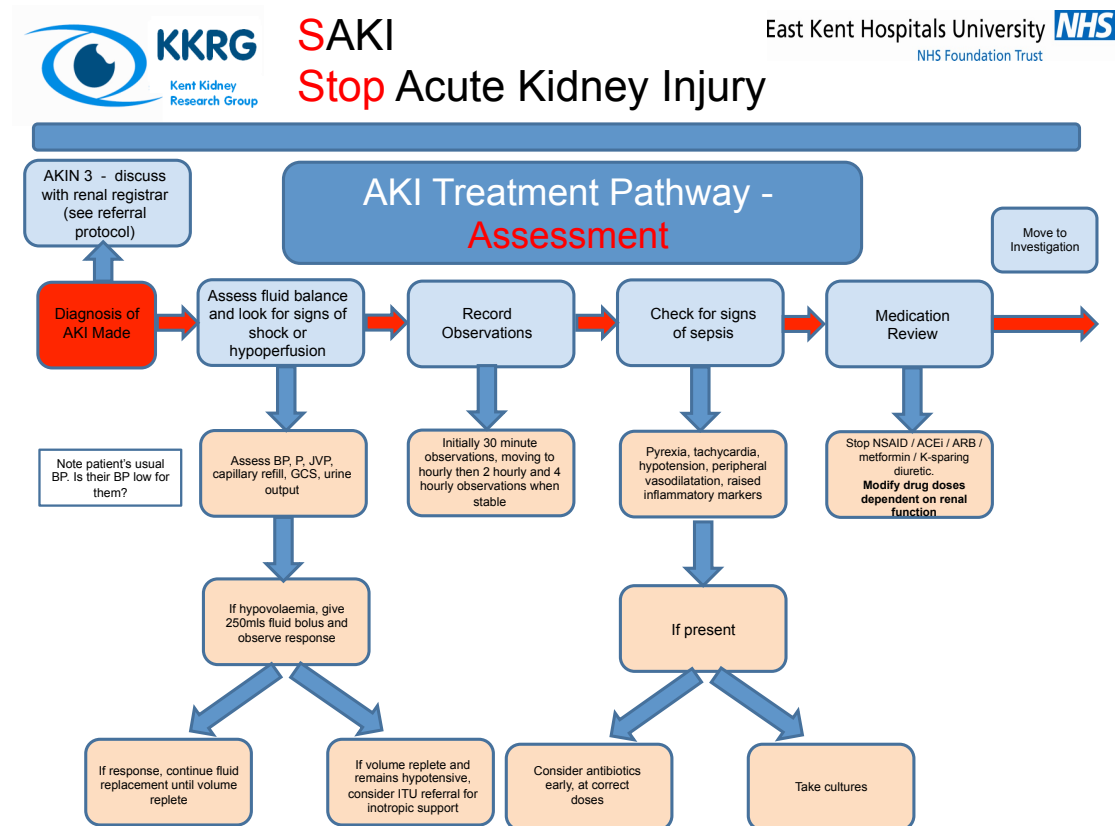 KKRG
Kent Kidney
Research Group
SAKI
Stop Acute Kidney Injury
East Kent Hospitals University NHS
NHS Foundation Trust
AKIN 3 - discuss
with renal registrar
(see referral
protocol)
AKI Treatment Pathway -
Assessment
Move to
Investigation
Diagnosis of
AKI Made
Assess fluid balance
and look for signs of
shock or
hypoperfusion
Record
Observations
Check for signs
of sepsis
Medication
Review
Note patient's usual
BP. Is their BP low for
them?
Assess BP, P, JVP,
capillary refill, GCS, urine
output
Initially 30 minute
observations, moving to
hourly then 2 hourly and 4
hourly observations when
stable
Pyrexia, tachycardia,
hypotension, peripheral
vasodilatation, raised
inflammatory markers
Stop NSAID / ACEi / ARB /
metformin / K-sparing
diuretic.
Modify drug doses
dependent on renal
function
If hypovolaemia, give
250mls fluid bolus and
observe response
If present
If response, continue fluid
replacement until volume
replete
If volume replete and
remains hypotensive,
consider ITU referral for
inotropic support
Consider antibiotics
early, at correct
doses
Take cultures